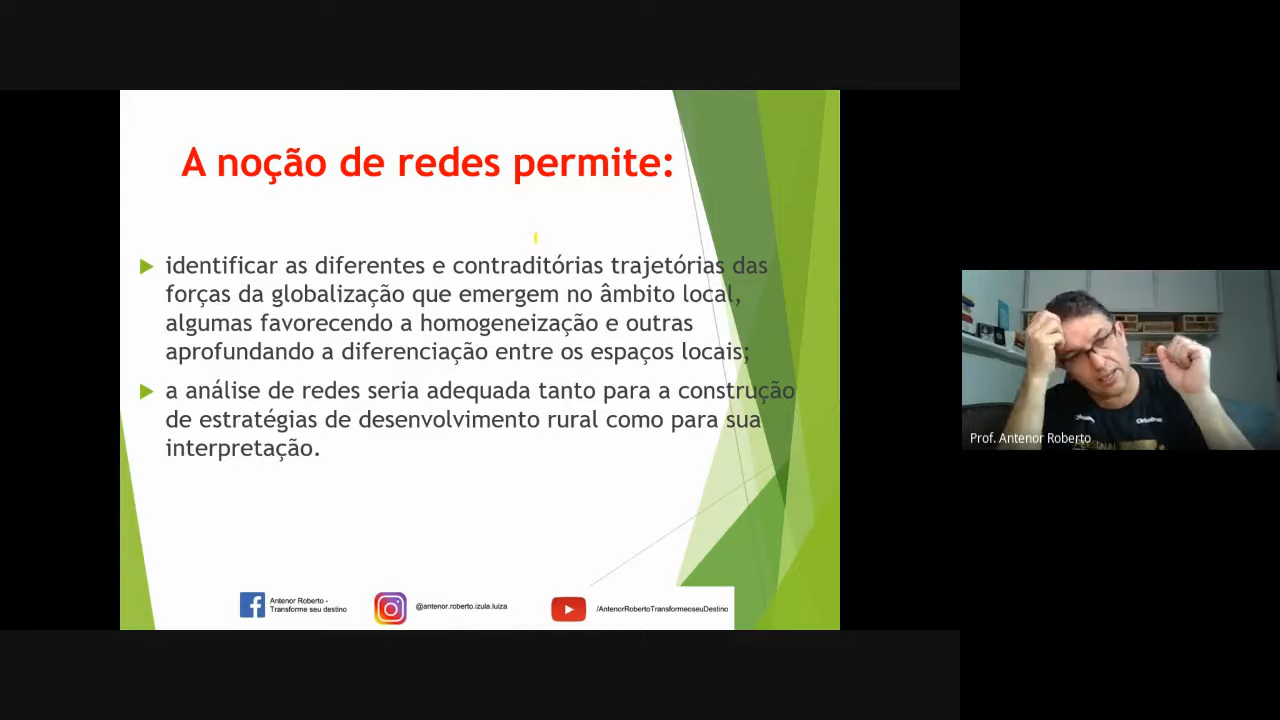 A noção de redes permite:
identificar as diferentes e contraditórias trajetórias das
forças da globalização que emergem no âmbito local,
algumas favorecendo a homogeneização e outras
aprofundando a diferenciação entre os espaços locais;
a análise de redes seria adequada tanto para a construção
de estratégias de desenvolvimento rural como para sua
interpretação.
Antenor Roberto -
Transforme seu destino
@antenor.roberto.izula.luiza
/AntenorRobertoTransformeoseuDestino
Prof. Antenor Roberto